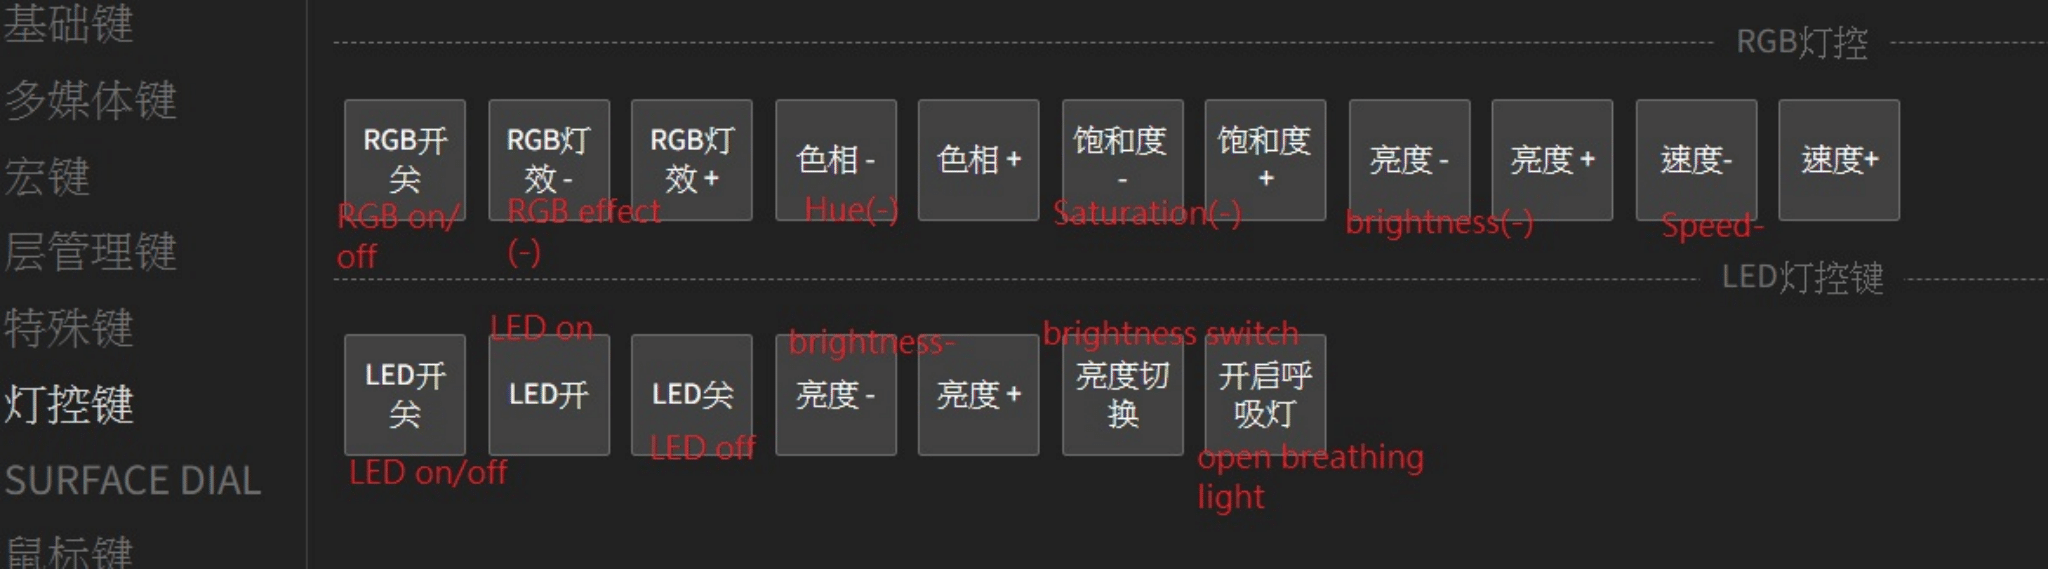 基础键
多媒体键
宏键
层管理键
特殊键
灯控键
SURFACE DIAL
鼠标键
RGB灯控
RGB开
关
RGB灯
效 -
RGB灯
效 +
色相 -
色相 +
饱和度
-
饱和度
+
亮度 -
亮度 +
速度-
速度+
RGB on/
off
RGB effect
(-)
Hue(-)
Saturation(-)
brightness(-)
Speed-
LED灯控键
LED on
brightness-
brightness switch
LED开
关
LED开
LED关
亮度 -
亮度 +
亮度切
换
开启呼
吸灯
LED on/off
LED off
open breathing
light